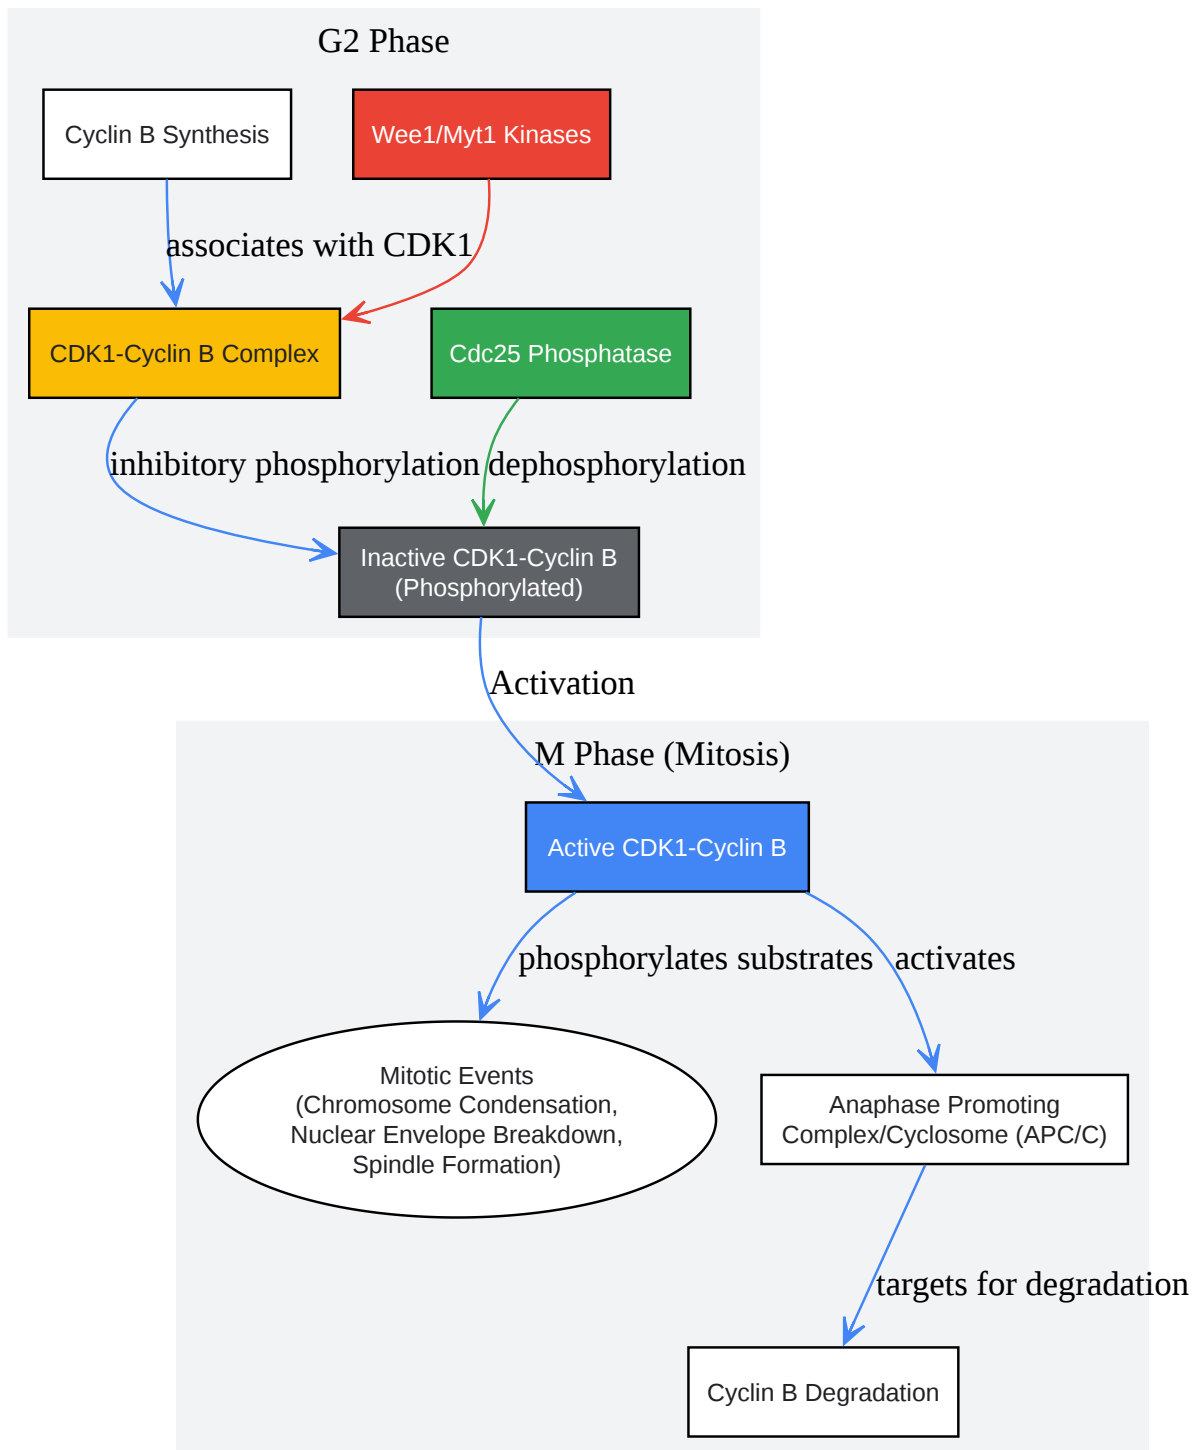 G2 Phase
Cyclin B Synthesis
Wee1/Myt1 Kinases
associates with CDK1
CDK1-Cyclin B Complex
Cdc25 Phosphatase
inhibitory phosphorylation
dephosphorylation
Inactive CDK1-Cyclin B
(Phosphorylated)
Activation
M Phase (Mitosis)
Active CDK1-Cyclin B
phosphorylates substrates
activates
Mitotic Events
(Chromosome Condensation,
Nuclear Envelope Breakdown,
Spindle Formation)
Anaphase Promoting
Complex/Cyclosome (APC/C)
targets for degradation
Cyclin B Degradation